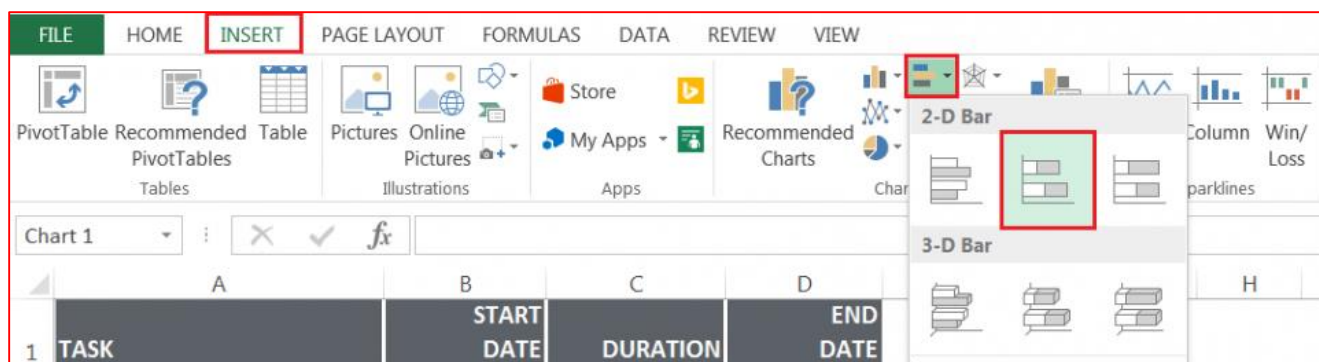 FILE HOME INSERT PAGE LAYOUT FORMULAS DATA REVIEW VIEW
PivotTable Recommended PivotTables Table
Tables
Pictures Online Pictures
Illustrations
Store
My Apps
Apps
Recommended Charts
Char
2-D Bar
3-D Bar
Column Win/ Loss
parklines
Chart 1 fx
A B C D H
1 TASK START DATE DURATION END DATE